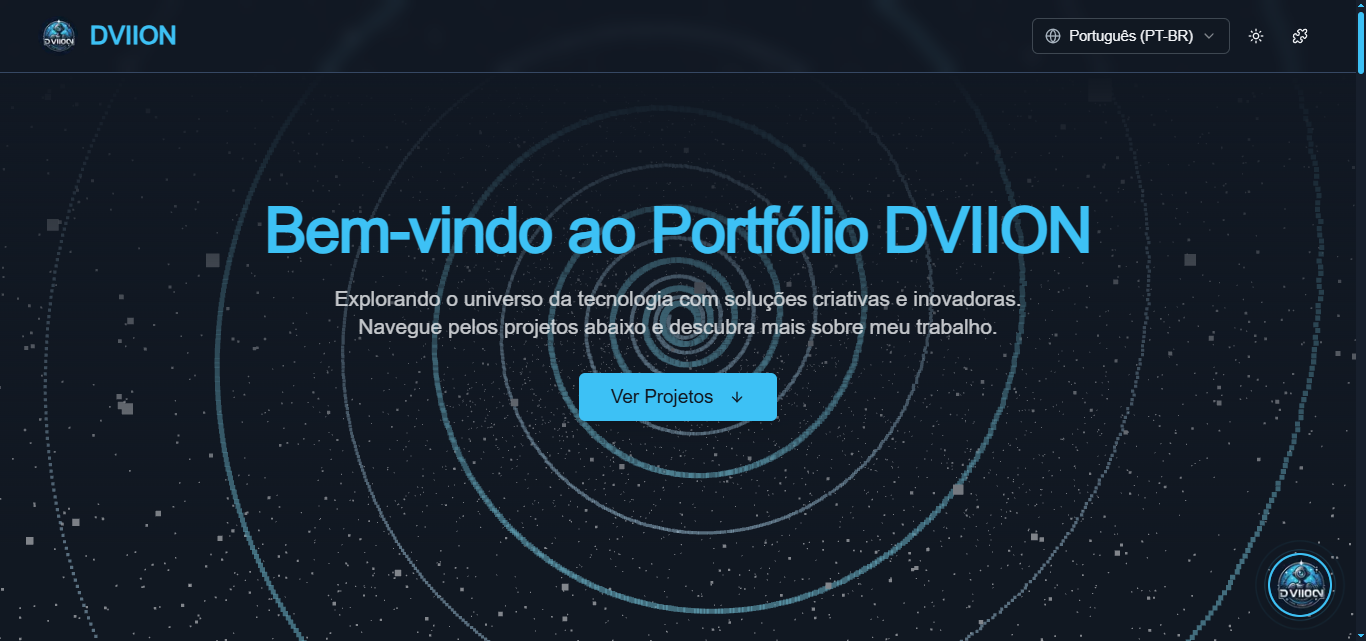 DVIION
DVIION
Português (PT-BR)
Bem-vindo ao Portfólio DVIION
Explorando o universo da tecnologia com soluções criativas e inovadoras.
Navegue pelos projetos abaixo e descubra mais sobre meu trabalho.
Ver Projetos ↓
DVIION